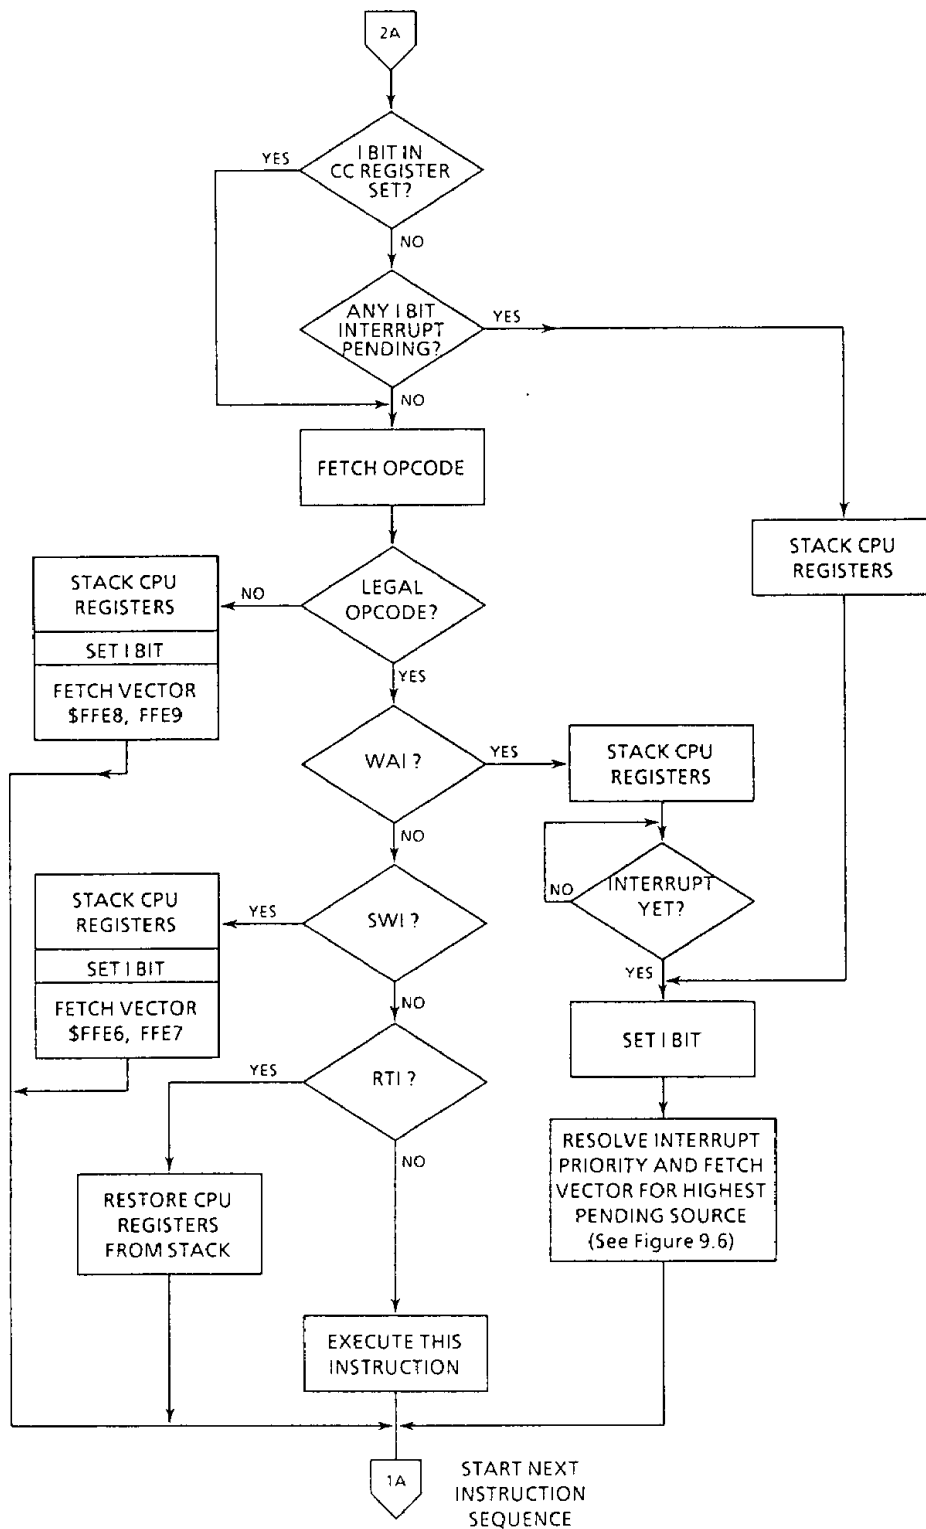 2A
I BIT IN
CC REGISTER
SET?
YES
NO
ANY I BIT
INTERRUPT
PENDING?
YES
NO
FETCH OPCODE
STACK CPU
REGISTERS
LEGAL
OPCODE?
NO
YES
STACK CPU
REGISTERS
SET I BIT
FETCH VECTOR
$FFE8, FFE9
WAI ?
YES
NO
STACK CPU
REGISTERS
INTERRUPT
YET?
NO
YES
SWI ?
YES
NO
STACK CPU
REGISTERS
SET I BIT
FETCH VECTOR
$FFE6, FFE7
SET I BIT
RTI ?
YES
NO
RESOLVE INTERRUPT
PRIORITY AND FETCH
VECTOR FOR HIGHEST
PENDING SOURCE
(See Figure 9.6)
RESTORE CPU
REGISTERS
FROM STACK
EXECUTE THIS
INSTRUCTION
1A
START NEXT
INSTRUCTION
SEQUENCE